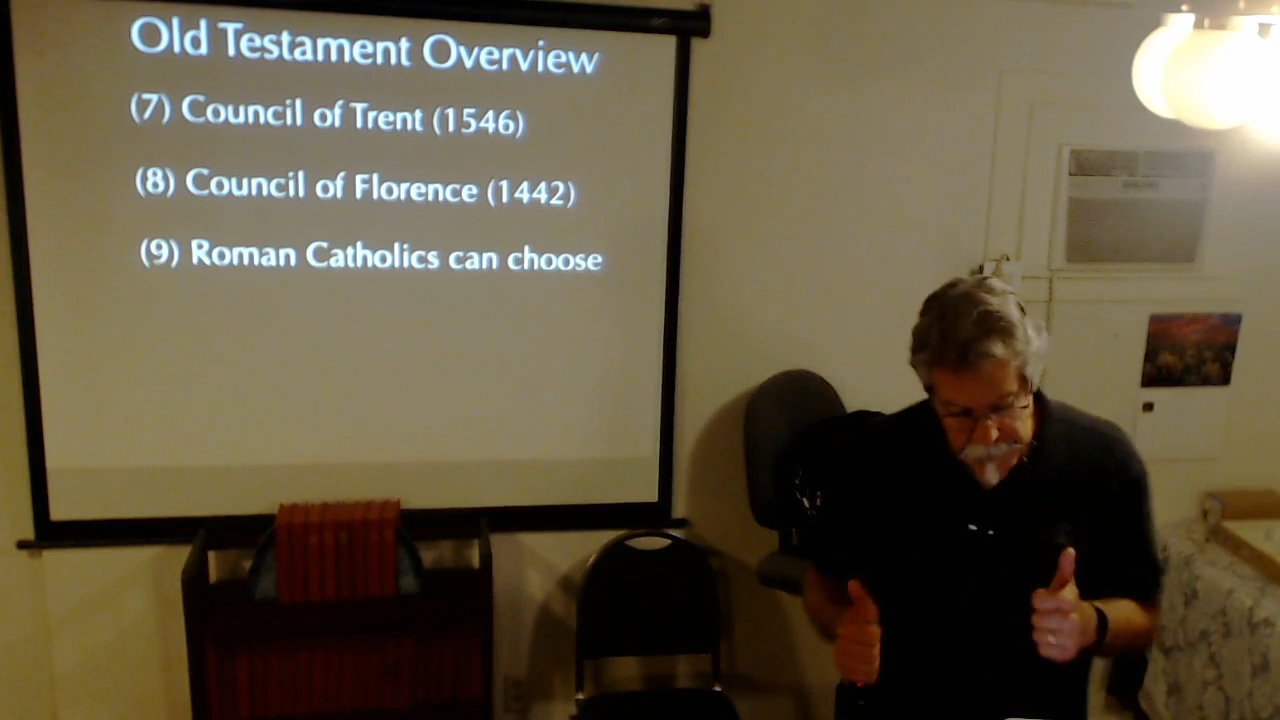 Old Testament Overview
(7) Council of Trent (1546)
(8) Council of Florence (1442)
(9) Roman Catholics can choose